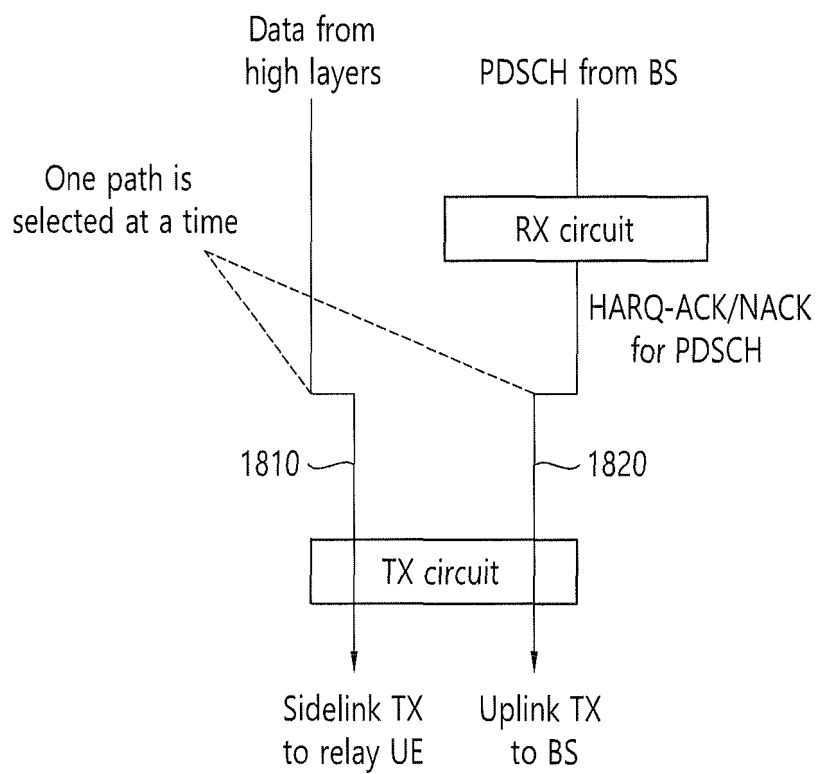 Data from
high layers
PDSCH from BS
One path is
selected at a time
RX circuit
HARQ-ACK/NACK
for PDSCH
1810
1820
TX circuit
Sidelink TX
to relay UE
Uplink TX
to BS